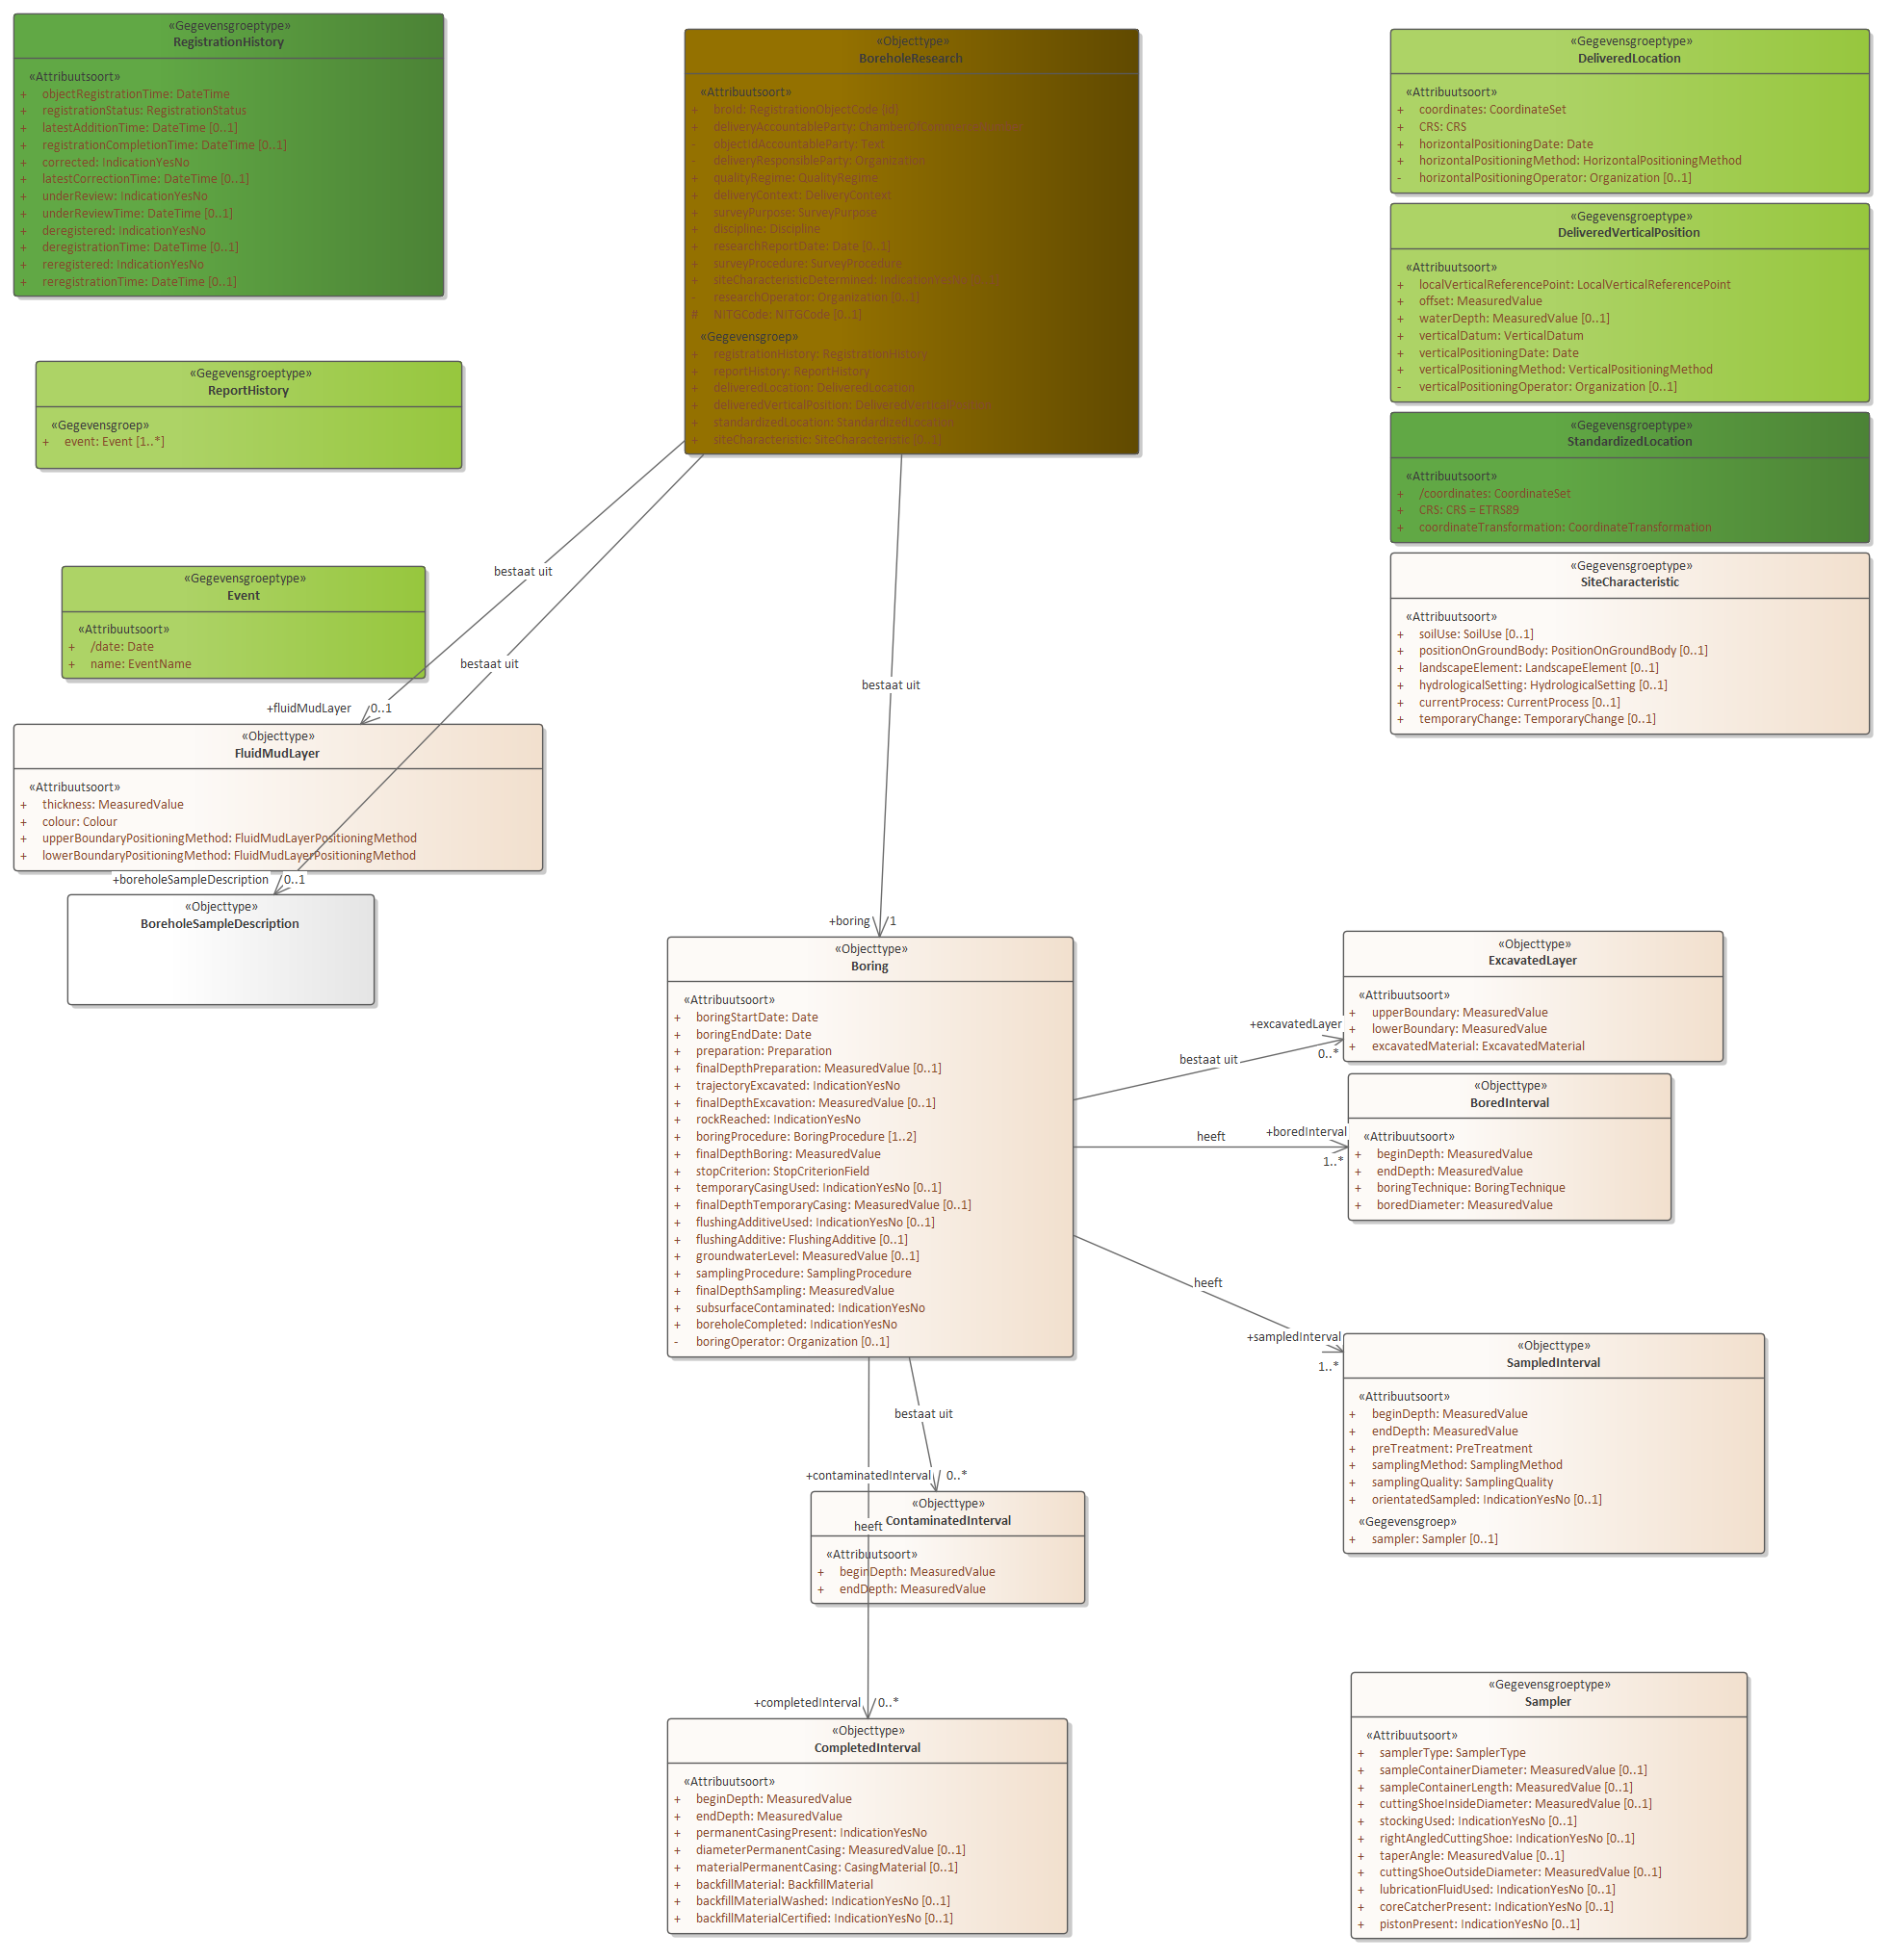 «Gegevensgroeptype»
RegistrationHistory
«Attribuutsoort»
+ objectRegistrationTime: DateTime
+ registrationStatus: RegistrationStatus
+ latestAdditionTime: DateTime [0..1]
+ registrationCompletionTime: DateTime [0..1]
+ corrected: IndicationYesNo
+ latestCorrectionTime: DateTime [0..1]
+ underReview: IndicationYesNo
+ underReviewTime: DateTime [0..1]
+ deregistered: IndicationYesNo
+ deregistrationTime: DateTime [0..1]
+ reregistered: IndicationYesNo
+ reregistrationTime: DateTime [0..1]
«Objecttype»
BoreholeResearch
«Attribuutsoort»
+ broId: RegistrationObjectCode [id]
+ deliveryAccountableParty:
- objectIdAccountableParty: Text
- deliveryResponsibleParty: Organization
+ qualityRegime: QualityRegime
+ deliveryContext: DeliveryContext
+ surveyPurpose: SurveyPurpose
+ discipline: Discipline
+ researchReportDate: Date [0..1]
+ surveyProcedure: SurveyProcedure
+ siteCharacteristicDetermined: IndicationYesNo
- researchOperator: Organization [0..1]
# NITGCode: NITGCode [0..1]
«Gegevensgroep»
+ registrationHistory: RegistrationHistory
+ reportHistory: ReportHistory
+ deliveredLocation: DeliveredLocation
+ deliveredVerticalPosition: DeliveredVerticalPosition
+ standardizedLocation: StandardizedLocation
+ siteCharacteristic: SiteCharacteristic [0..1]
«Gegevensgroeptype»
DeliveredLocation
«Attribuutsoort»
+ coordinates: CoordinateSet
+ CRS: CRS
+ horizontalPositioningDate: Date
+ horizontalPositioningMethod: HorizontalPositioningMethod
- horizontalPositioningOperator: Organization [0..1]
«Gegevensgroeptype»
DeliveredVerticalPosition
«Attribuutsoort»
+ localVerticalReferencePoint: LocalVerticalReferencePoint
+ offset: MeasuredValue
+ waterDepth: MeasuredValue [0..1]
+ verticalDatum: VerticalDatum
+ verticalPositioningDate: Date
+ verticalPositioningMethod: VerticalPositioningMethod
- verticalPositioningOperator: Organization [0..1]
«Gegevensgroeptype»
StandardizedLocation
«Attribuutsoort»
+ /coordinates: CoordinateSet
+ CRS: CRS = ETRS89
+ coordinateTransformation: CoordinateTransformation
«Gegevensgroeptype»
SiteCharacteristic
«Attribuutsoort»
+ soilUse: SoilUse [0..1]
+ positionOnGroundBody: PositionOnGroundBody [0..1]
+ landscapeElement: LandscapeElement [0..1]
+ hydrologicalSetting: HydrologicalSetting [0..1]
+ currentProcess: CurrentProcess [0..1]
+ temporaryChange: TemporaryChange [0..1]
«Gegevensgroeptype»
ReportHistory
«Gegevensgroep»
+ event: Event [1..*]
«Gegevensgroeptype»
Event
«Attribuutsoort»
+ /date: Date
+ name: EventName
bestaat uit
bestaat uit
bestaat uit
+fluidMudLayer 0..1
«Objecttype»
FluidMudLayer
«Attribuutsoort»
+ thickness: MeasuredValue
+ colour: Colour
+ upperBoundaryPositioningMethod: FluidMudLayerPositioningMethod
+ lowerBoundaryPositioningMethod: FluidMudLayerPositioningMethod
+boreholeSampleDescription 0..1
«Objecttype»
BoreholeSampleDescription
+boring 1
«Objecttype»
Boring
«Attribuutsoort»
+ boringStartDate: Date
+ boringEndDate: Date
+ preparation: Preparation
+ finalDepthPreparation: MeasuredValue [0..1]
+ trajectoryExcavated: IndicationYesNo
+ finalDepthExcavation: MeasuredValue [0..1]
+ rockReached: IndicationYesNo
+ boringProcedure: BoringProcedure [1..2]
+ finalDepthBoring: MeasuredValue
+ stopCriterion: StopCriterionField
+ temporaryCasingUsed: IndicationYesNo [0..1]
+ finalDepthTemporaryCasing: MeasuredValue [0..1]
+ flushingAdditiveUsed: IndicationYesNo [0..1]
+ flushingAdditive: FlushingAdditive [0..1]
+ groundwaterLevel: MeasuredValue [0..1]
+ samplingProcedure: SamplingProcedure
+ finalDepthSampling: MeasuredValue
+ subsurfaceContaminated: IndicationYesNo
+ boreholeCompleted: IndicationYesNo
- boringOperator: Organization [0..1]
bestaat uit
+excavatedLayer
0..*
«Objecttype»
ExcavatedLayer
«Attribuutsoort»
+ upperBoundary: MeasuredValue
+ lowerBoundary: MeasuredValue
+ excavatedMaterial: ExcavatedMaterial
heeft
+boredInterval
1..*
«Objecttype»
BoredInterval
«Attribuutsoort»
+ beginDepth: MeasuredValue
+ endDepth: MeasuredValue
+ boringTechnique: BoringTechnique
+ boredDiameter: MeasuredValue
heeft
+sampledInterval
1..*
«Objecttype»
SampledInterval
«Attribuutsoort»
+ beginDepth: MeasuredValue
+ endDepth: MeasuredValue
+ preTreatment: PreTreatment
+ samplingMethod: SamplingMethod
+ samplingQuality: SamplingQuality
+ orientatedSampled: IndicationYesNo [0..1]
«Gegevensgroep»
+ sampler: Sampler [0..1]
bestaat uit
+contaminatedInterval 0..*
«Objecttype»
ContaminatedInterval
«Attribuutsoort»
+ beginDepth: MeasuredValue
+ endDepth: MeasuredValue
heeft
+completedInterval 0..*
«Objecttype»
CompletedInterval
«Attribuutsoort»
+ beginDepth: MeasuredValue
+ endDepth: MeasuredValue
+ permanentCasingPresent: IndicationYesNo
+ diameterPermanentCasing: MeasuredValue [0..1]
+ materialPermanentCasing: CasingMaterial [0..1]
+ backfillMaterial: BackfillMaterial
+ backfillMaterialWashed: IndicationYesNo [0..1]
+ backfillMaterialCertified: IndicationYesNo [0..1]
«Gegevensgroeptype»
Sampler
«Attribuutsoort»
+ samplerType: SamplerType
+ sampleContainerDiameter: MeasuredValue [0..1]
+ sampleContainerLength: MeasuredValue [0..1]
+ cuttingShoeInsideDiameter: MeasuredValue [0..1]
+ stockingUsed: IndicationYesNo [0..1]
+ rightAngledCuttingShoe: IndicationYesNo [0..1]
+ taperAngle: MeasuredValue [0..1]
+ cuttingShoeOutsideDiameter: MeasuredValue [0..1]
+ lubricationFluidUsed: IndicationYesNo [0..1]
+ coreCatcherPresent: IndicationYesNo [0..1]
+ pistonPresent: IndicationYesNo [0..1]